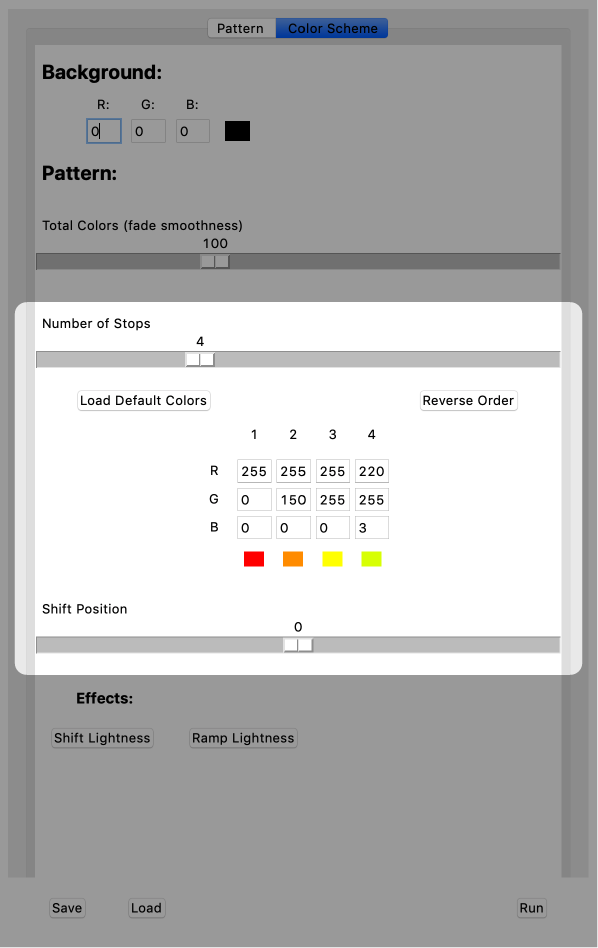 Pattern Color Scheme
Background:
R: G: B:
0 0 0
Pattern:
Total Colors (fade smoothness)
100
Number of Stops
4
Load Default Colors Reverse Order
1 2 3 4
R 255 255 255 220
G 0 150 255 255
B 0 0 0 3
Shift Position
0
Effects:
Shift Lightness Ramp Lightness
Save Load Run